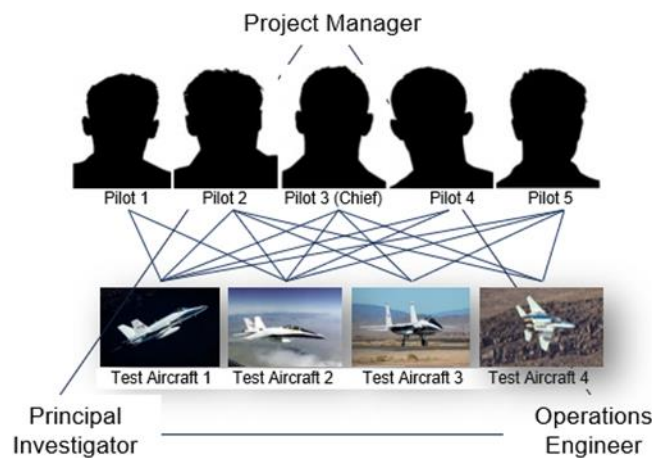 Project Manager
Pilot 1
Pilot 2
Pilot 3 (Chief)
Pilot 4
Pilot 5
Test Aircraft 1
Test Aircraft 2
Test Aircraft 3
Test Aircraft 4
Principal
Investigator
Operations
Engineer